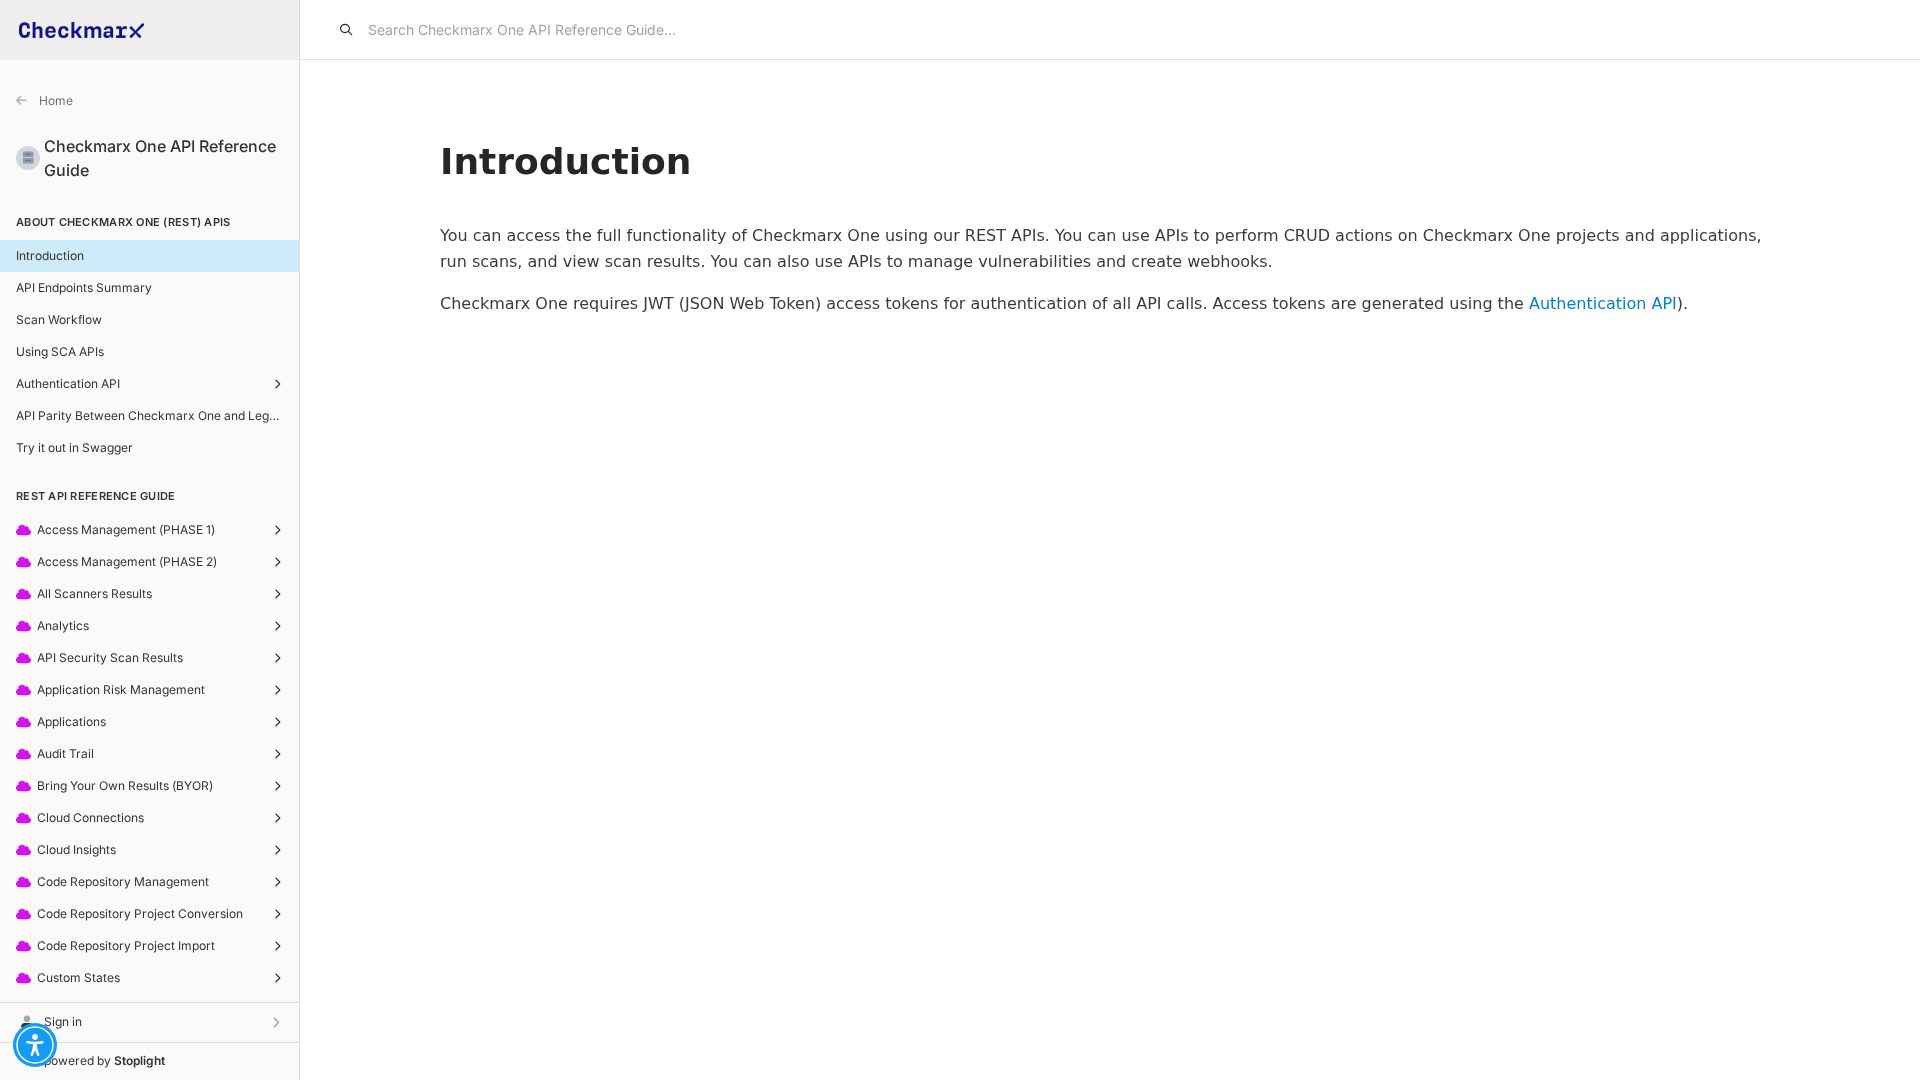 Checkmarx
Search Checkmarx One API Reference Guide...
Home
Checkmarx One API Reference
Guide
ABOUT CHECKMARX ONE (REST) APIS
Introduction
API Endpoints Summary
Scan Workflow
Using SCA APIs
Authentication API
API Parity Between Checkmarx One and Leg...
Try it out in Swagger
REST API REFERENCE GUIDE
Access Management (PHASE 1)
Access Management (PHASE 2)
All Scanners Results
Analytics
API Security Scan Results
Application Risk Management
Applications
Audit Trail
Bring Your Own Results (BYOR)
Cloud Connections
Cloud Insights
Code Repository Management
Code Repository Project Conversion
Code Repository Project Import
Custom States
Sign in
powered by Stoplight
Introduction
You can access the full functionality of Checkmarx One using our REST APIs. You can use APIs to perform CRUD actions on Checkmarx One projects and applications,
run scans, and view scan results. You can also use APIs to manage vulnerabilities and create webhooks.
Checkmarx One requires JWT (JSON Web Token) access tokens for authentication of all API calls. Access tokens are generated using the Authentication API).